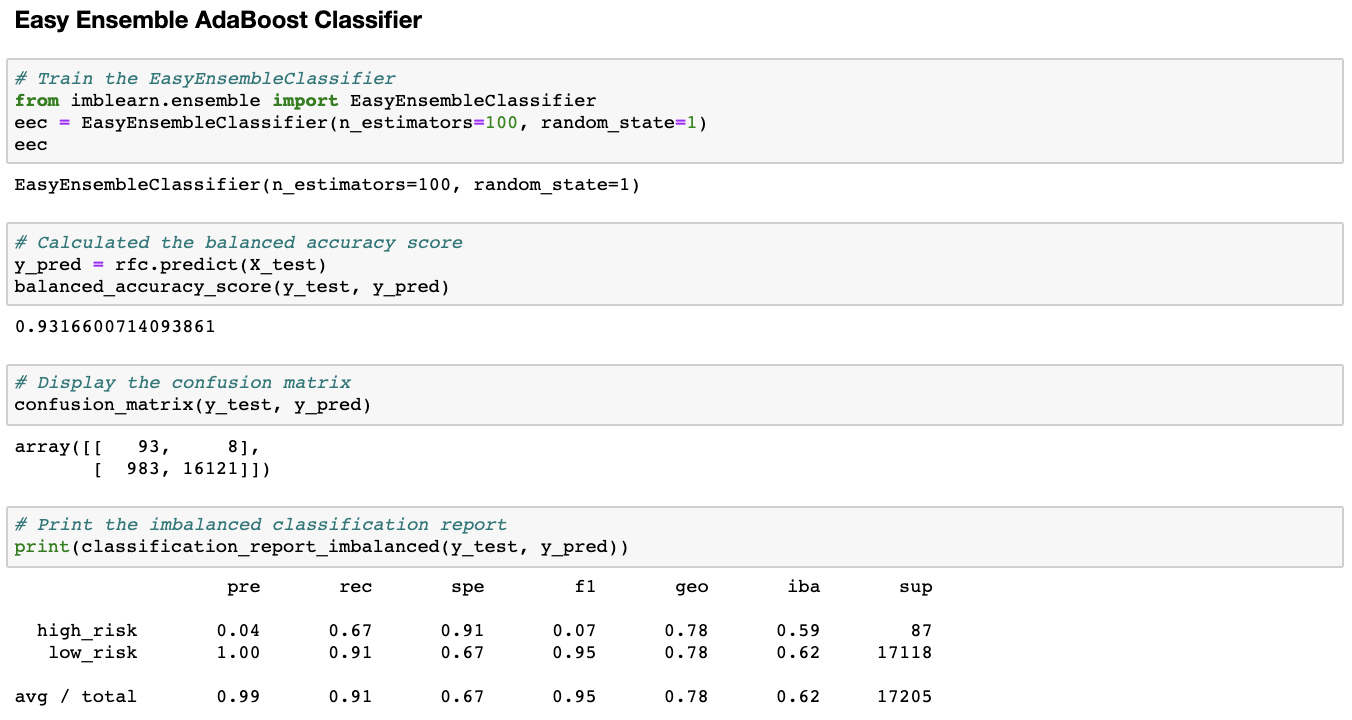 Easy Ensemble AdaBoost Classifier
# Train the EasyEnsembleClassifier
from imblearn.ensemble import EasyEnsembleClassifier
eec = EasyEnsembleClassifier(n_estimators=100, random_state=1)
eec
EasyEnsembleClassifier(n_estimators=100, random_state=1)
# Calculated the balanced accuracy score
y_pred = rfc.predict(X_test)
balanced_accuracy_score(y_test, y_pred)
0.9316600714093861
# Display the confusion matrix
confusion_matrix(y_test, y_pred)
array([[   93,     8],
       [  983, 16121]])
# Print the imbalanced classification report
print(classification_report_imbalanced(y_test, y_pred))
pre rec spe f1 geo iba sup
high_risk 0.04 0.67 0.91 0.07 0.78 0.59 87
low_risk 1.00 0.91 0.67 0.95 0.78 0.62 17118
avg / total 0.99 0.91 0.67 0.95 0.78 0.62 17205